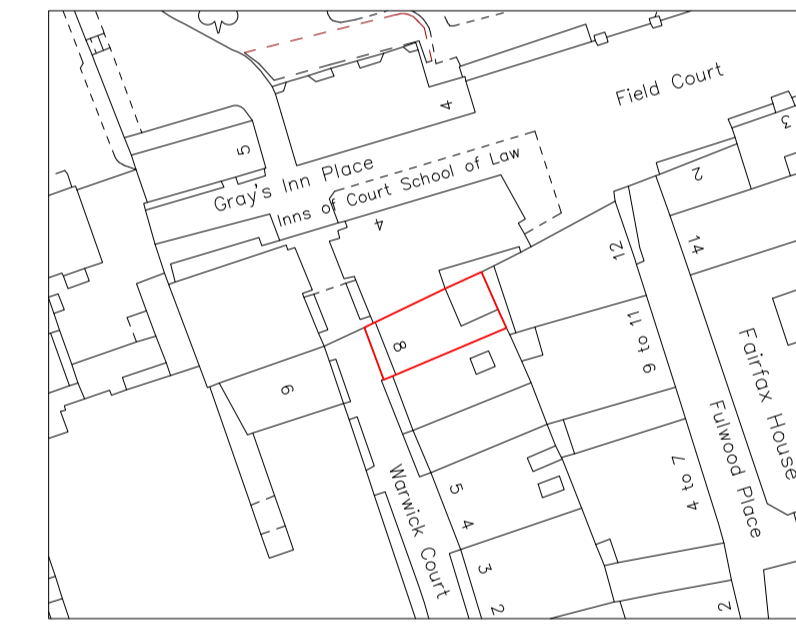 Field Court
3
4
5
2
Gray's Inn Place
Inns of Court School of Law
4
12
14
8
9 to 11
6
Fairfax House
Fulwood Place
4 to 7
Warwick Court
5
4
3
2
2